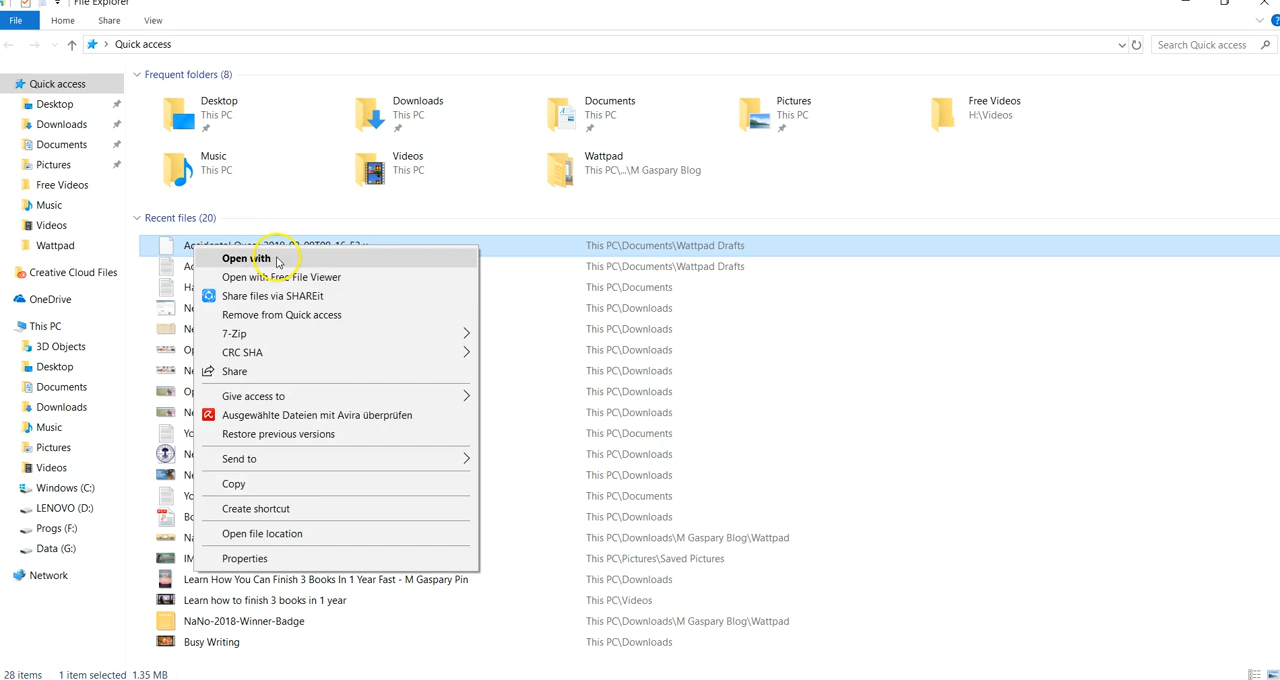 File Explorer
File Home Share View
Quick access
Search Quick access
Quick access
Desktop
Downloads
Documents
Pictures
Free Videos
Music
Videos
Wattpad
Creative Cloud Files
OneDrive
This PC
3D Objects
Desktop
Documents
Downloads
Music
Pictures
Videos
Windows (C:)
LENOVO (D:)
Progs (F:)
Data (G:)
Network
Frequent folders (8)
Desktop
This PC
Downloads
This PC
Documents
This PC
Pictures
This PC
Free Videos
H:\Videos
Music
This PC
Videos
This PC
Wattpad
This PC\...\M Gaspary Blog
Recent files (20)
This PC\Documents\Wattpad Drafts
This PC\Documents\Wattpad Drafts
This PC\Documents
This PC\Downloads
This PC\Downloads
This PC\Downloads
This PC\Downloads
This PC\Downloads
This PC\Downloads
This PC\Documents
This PC\Downloads
This PC\Downloads
This PC\Documents
This PC\Downloads
This PC\Downloads\M Gaspary Blog\Wattpad
This PC\Pictures\Saved Pictures
Learn How You Can Finish 3 Books In 1 Year Fast - M Gaspary Pin This PC\Downloads
Learn how to finish 3 books in 1 year This PC\Videos
NaNo-2018-Winner-Badge This PC\Downloads\M Gaspary Blog\Wattpad
Busy Writing This PC\Downloads
Open with
Open with Free File Viewer
Share files via SHAREit
Remove from Quick access
7-Zip
CRC SHA
Share
Give access to
Ausgewählte Dateien mit Avira überprüfen
Restore previous versions
Send to
Copy
Create shortcut
Open file location
Properties
28 items 1 item selected 1.35 MB